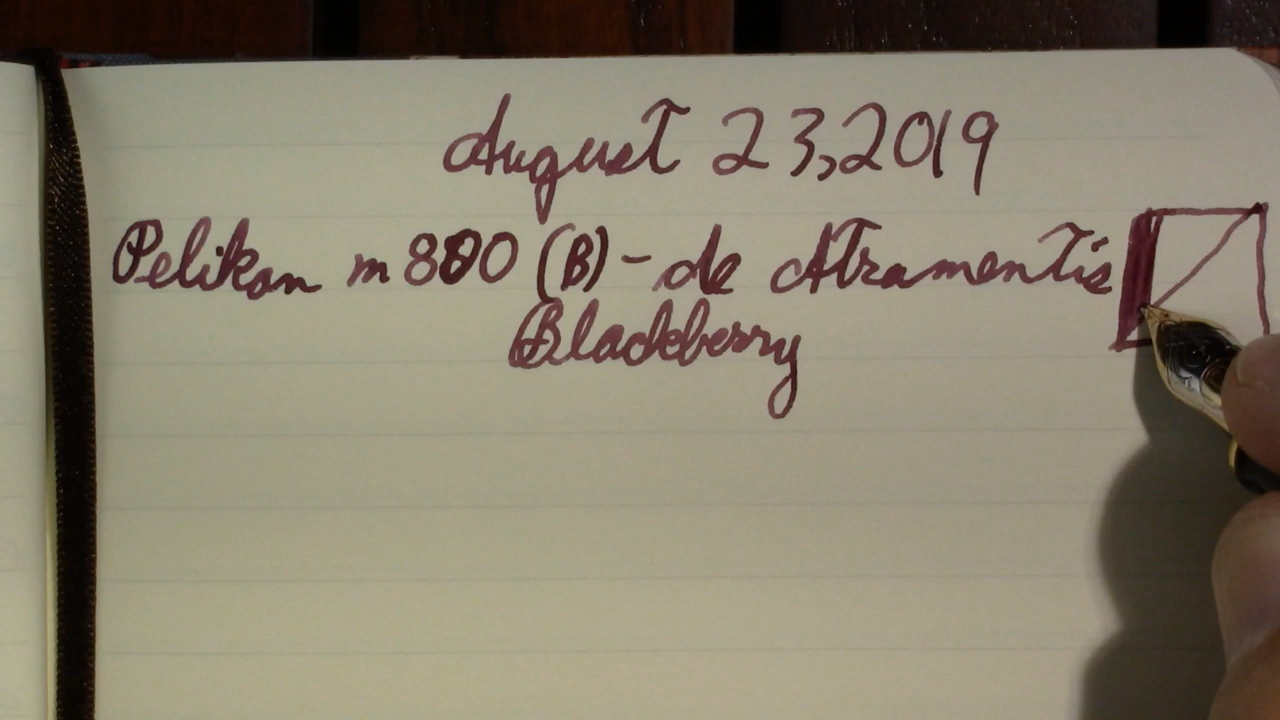 August 23, 2019
Pelikan m800 (B) - de Atramentis
Blackberry